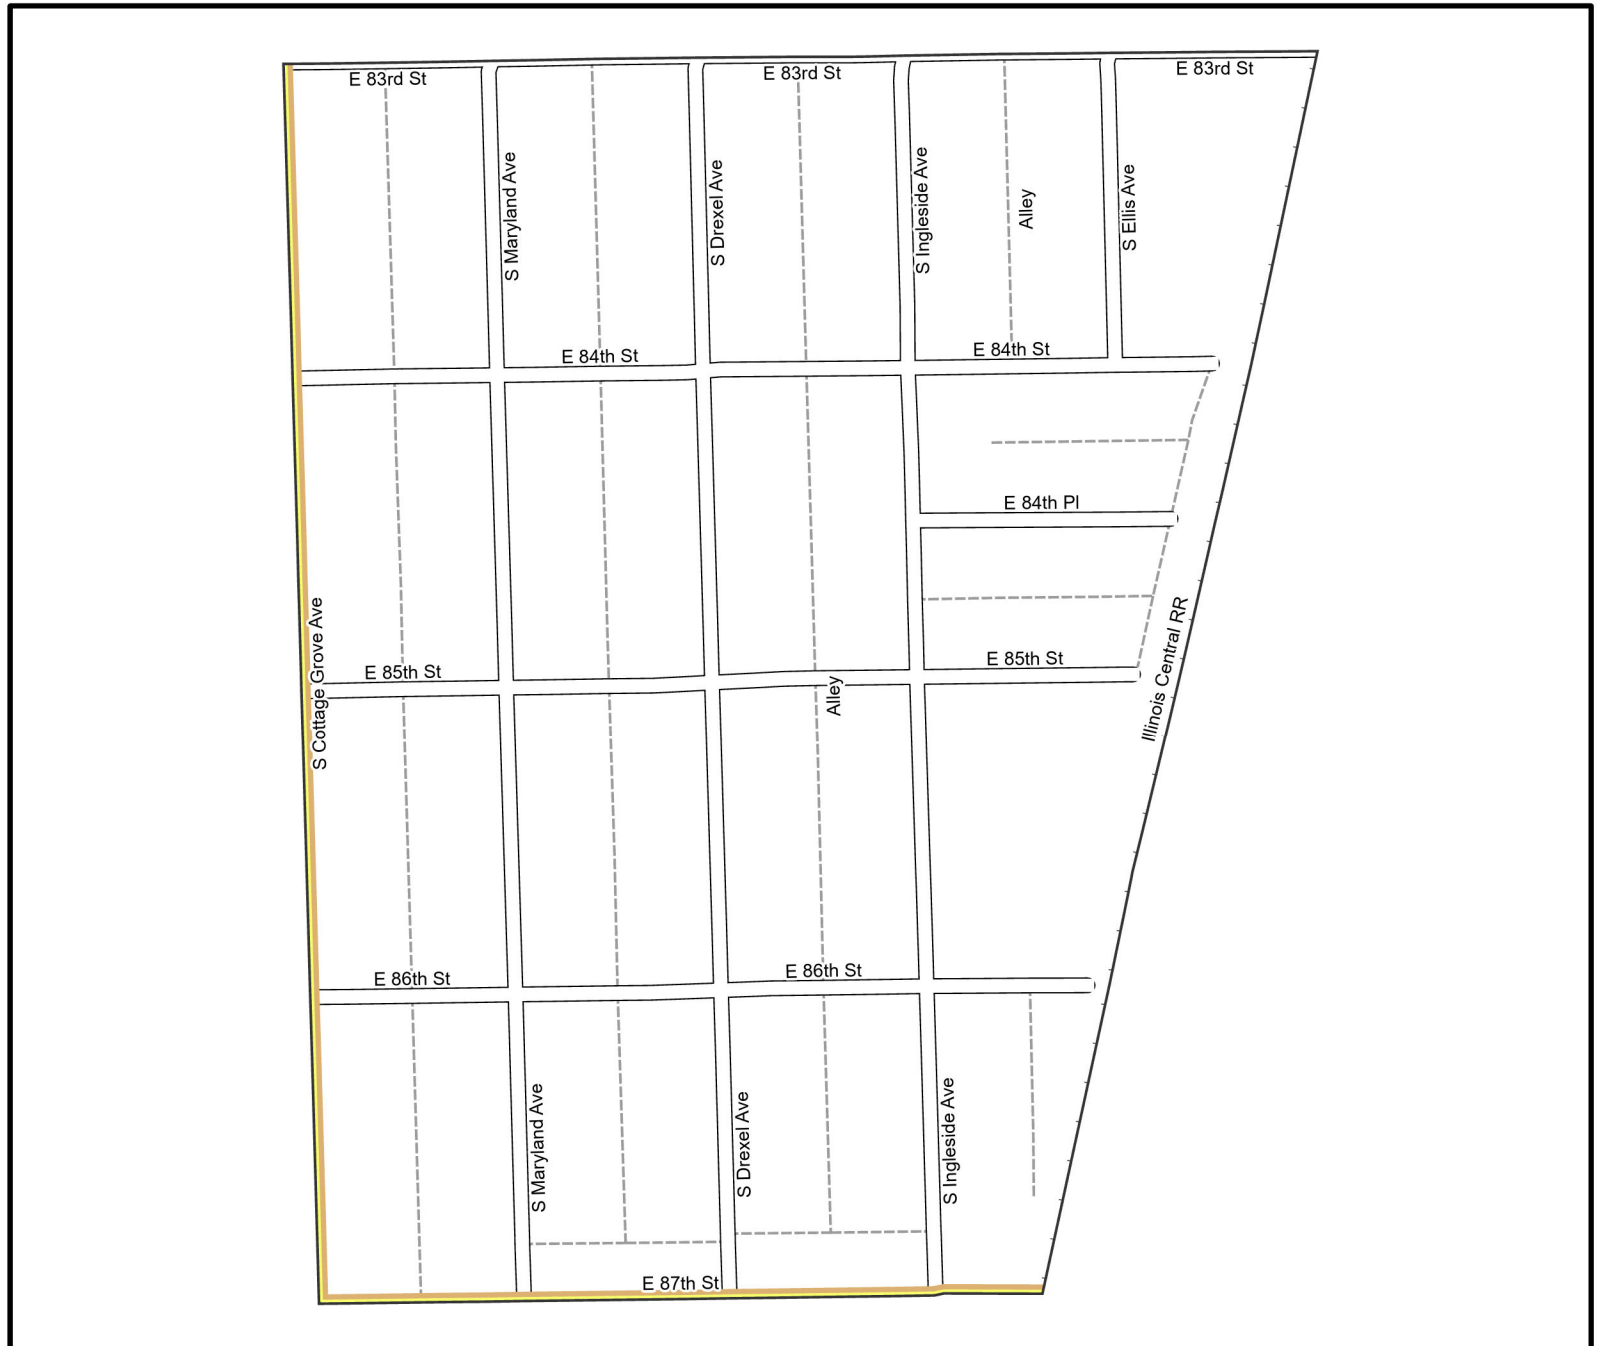 E 83rd St
E 83rd St
E 83rd St
S Maryland Ave
S Drexel Ave
S Ingleside Ave
Alley
S Ellis Ave
E 84th St
E 84th St
E 84th Pl
S Cottage Grove Ave
E 85th St
E 85th St
Alley
Illinois Central RR
E 86th St
E 86th St
S Maryland Ave
S Drexel Ave
S Ingleside Ave
E 87th St